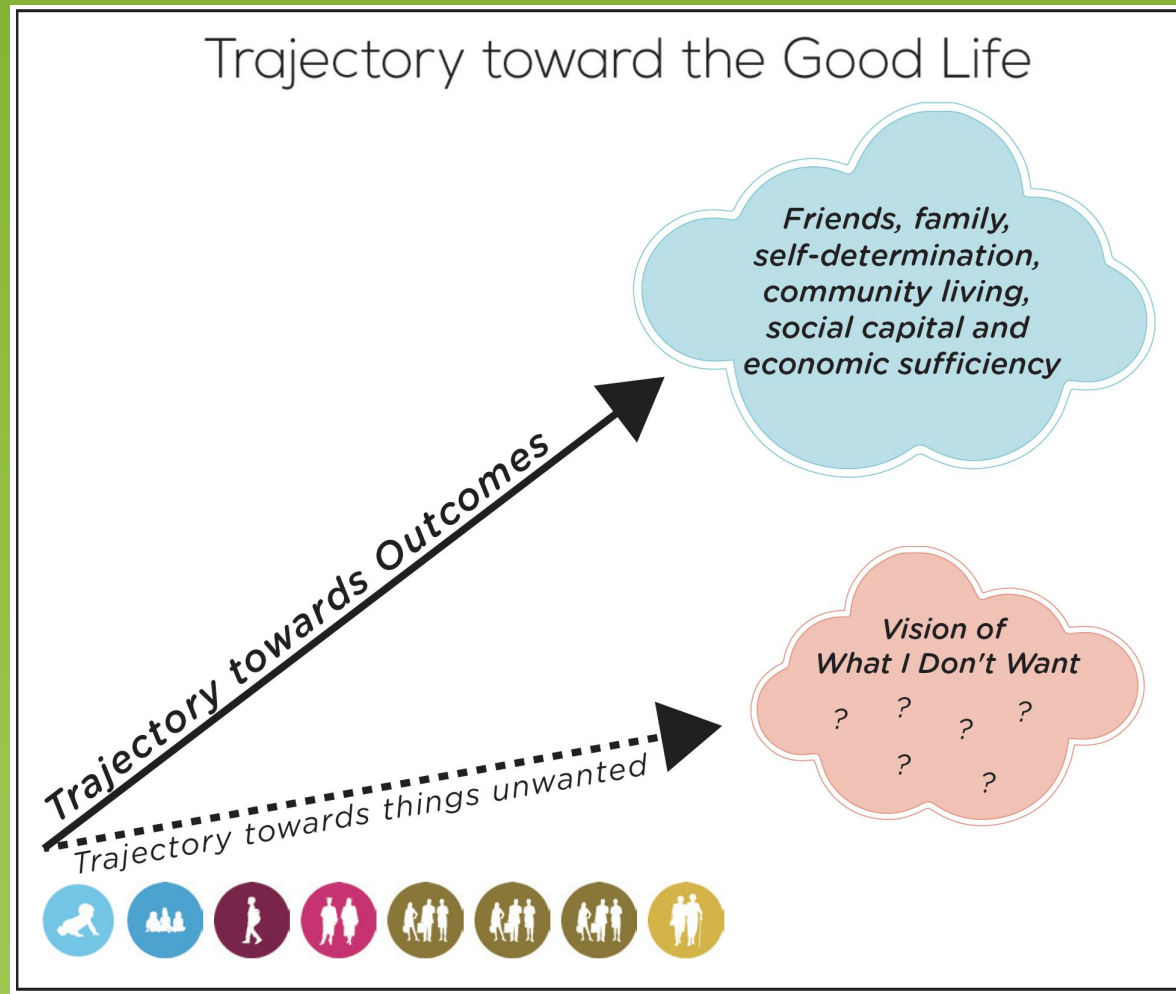 Trajectory toward the Good Life
Friends, family,
self-determination,
community living,
social capital and
economic sufficiency
Trajectory towards Outcomes
Vision of
What I Don't Want
? ? ? ?
? ?
Trajectory towards things unwanted